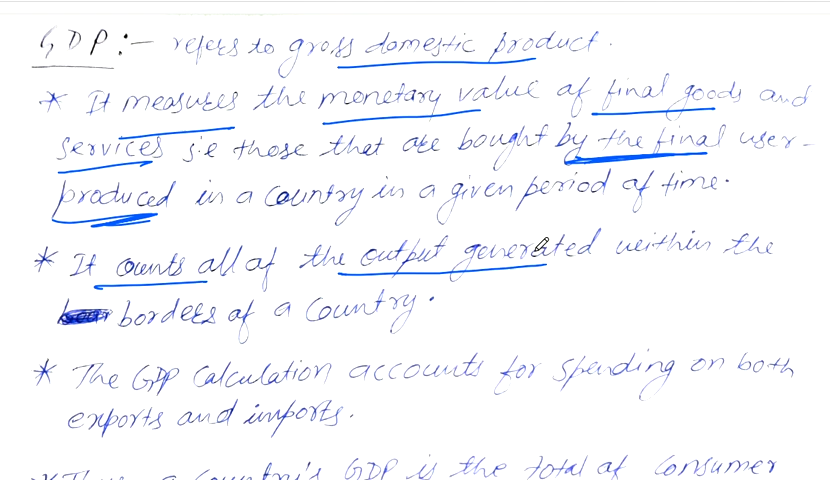 GDP:- refers to gross domestic product.
* It measures the monetary value of final goods and
services i.e those that are bought by the final user-
produced in a country in a given period of time.
* It counts all of the output generated within the
borders of a country.
* The GDP calculation accounts for spending on both
exports and imports.
a country's GDP is the total of consumer